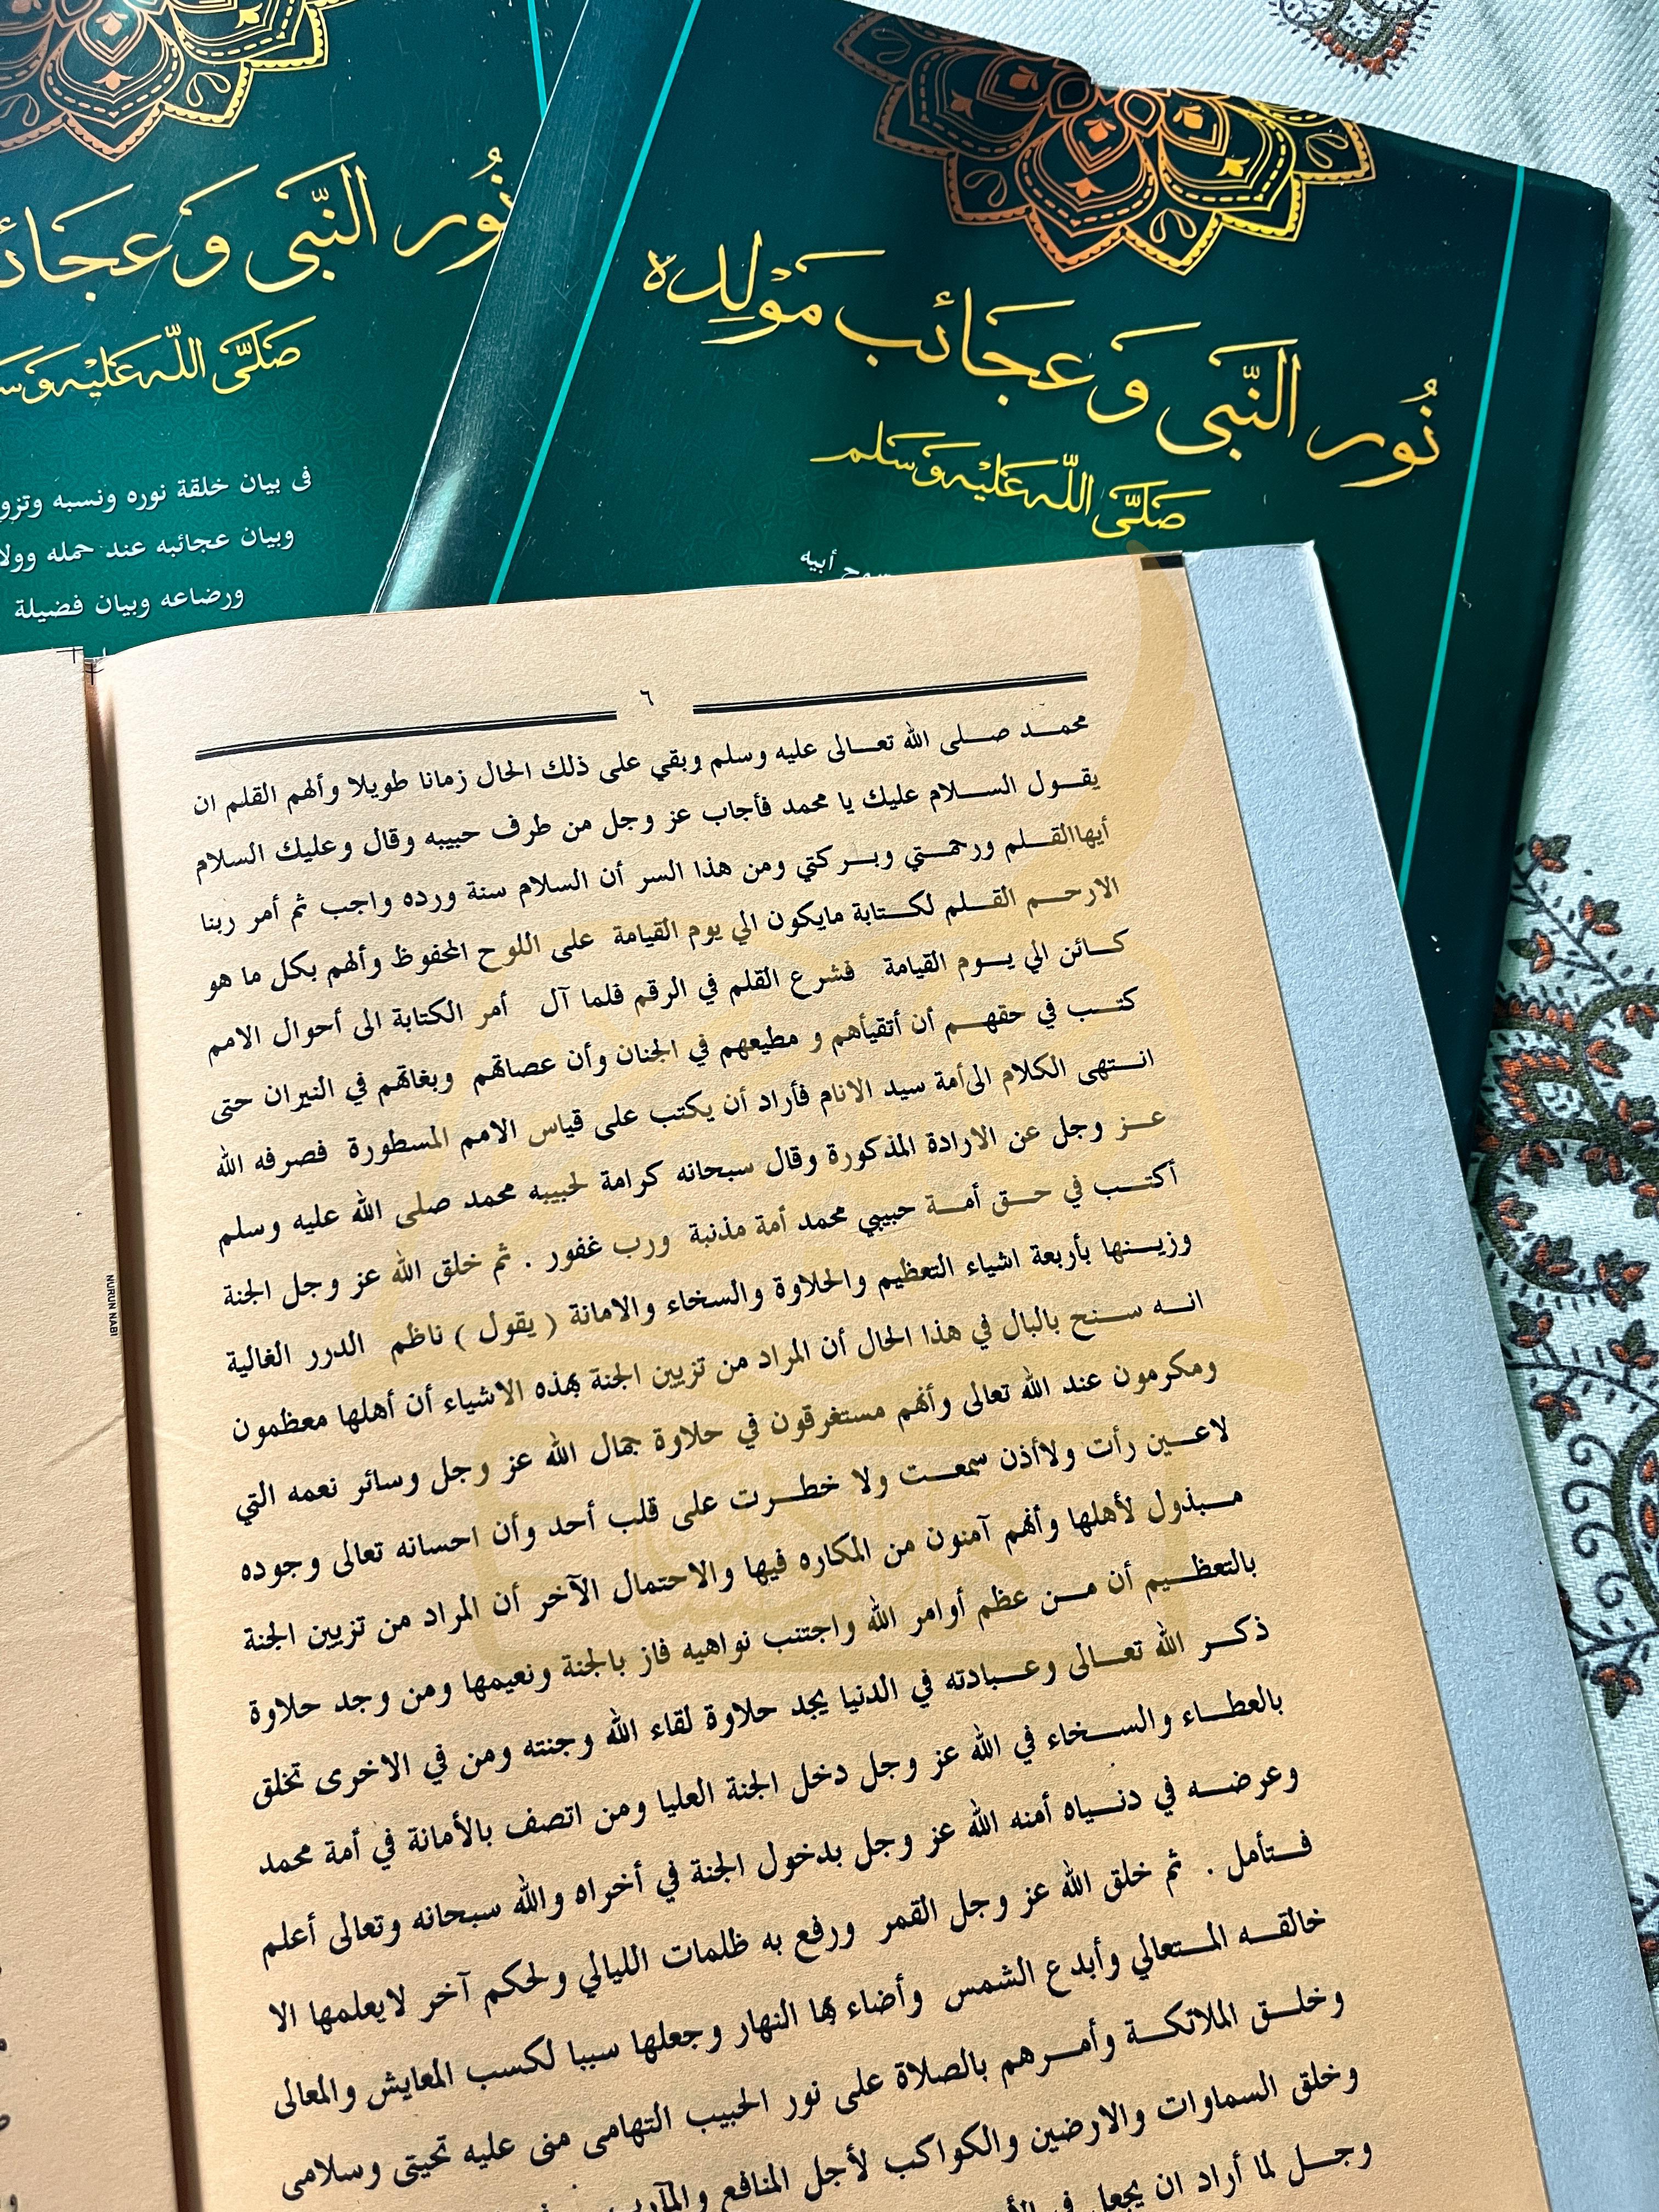 نُور النَّبى وَعجَائب مَوْلِده
صَلَّى اللّه عَليْه وَسَلم
أبيه
نُور النَّبى وَعجَائ
صَلَّى اللّه عَليْه وَس
فى بيان خلقة نوره ونسبه وتزو
وبيان عجائبه عند حمله وولا
ورضاعه وبيان فضيلة
NURUN NABI
٦
محمد صلى الله تعالى عليه وسلم وبقي على ذلك الحال زمانا طويلا وألهم القلم ان
يقول السلام عليك يا محمد فأجاب عز وجل من طرف حبيبه وقال وعليك السلام
أيهاالقلم ورحمتي وبركتي ومن هذا السر أن السلام سنة ورده واجب ثم أمر ربنا
الارحم القلم لكتابة مايكون الي يوم القيامة على اللوح المحفوظ وألهم بكل ما هو
كائن الي يوم القيامة فشرع القلم في الرقم فلما آل أمر الكتابة الى أحوال الامم
كتب في حقهم أن أتقيأهم و مطيعهم في الجنان وأن عصاتهم وبغاتهم في النيران حتى
انتهى الكلام الى‌أمة سيد الانام فأراد أن يكتب على قياس الامم المسطورة فصرفه الله
عز وجل عن الارادة المذكورة وقال سبحانه كرامة لحبيبه محمد صلى الله عليه وسلم
أكتب في حق أمة حبيبي محمد أمة مذنبة ورب غفور . ثم خلق الله عز وجل الجنة
وزينها بأربعة اشياء التعظيم والحلاوة والسخاء والامانة ( يقول ) ناظم الدرر الغالية
انه سنح بالبال في هذا الحال أن المراد من تزيين الجنة بهذه الاشياء أن أهلها معظمون
ومكرمون عند الله تعالى وأنهم مستغرقون في حلاوة جمال الله عز وجل وسائر نعمه التي
لاعين رأت ولاأذن سمعت ولا خطرت على قلب أحد وأن احسانه تعالى وجوده
مبذول لأهلها وأنهم آمنون من المكاره فيها والاحتمال الآخر أن المراد من تزيين الجنة
بالتعظيم أن من عظم أوامر الله واجتنب نواهيه فاز بالجنة ونعيمها ومن وجد حلاوة
ذكر الله تعالى وعبادته في الدنيا يجد حلاوة لقاء الله وجنته ومن في الاخرى تخلق
بالعطاء والسخاء في الله عز وجل دخل الجنة العليا ومن اتصف بالأمانة في أمة محمد
وعرضه في دنياه أمنه الله عز وجل بدخول الجنة في أخراه والله سبحانه وتعالى أعلم
فتأمل . ثم خلق الله عز وجل القمر ورفع به ظلمات الليالي ولحكم آخر لايعلمها الا
خالقه المتعالي وأبدع الشمس وأضاء بها النهار وجعلها سببا لكسب المعايش والمعالى
وخلق الملائكة وأمرهم بالصلاة على نور الحبيب التهامى منى عليه تحيتى وسلامى
وخلق السماوات والارضين والكواكب لأجل المنافع والمآرب
وجل لما أراد ان يجعل في